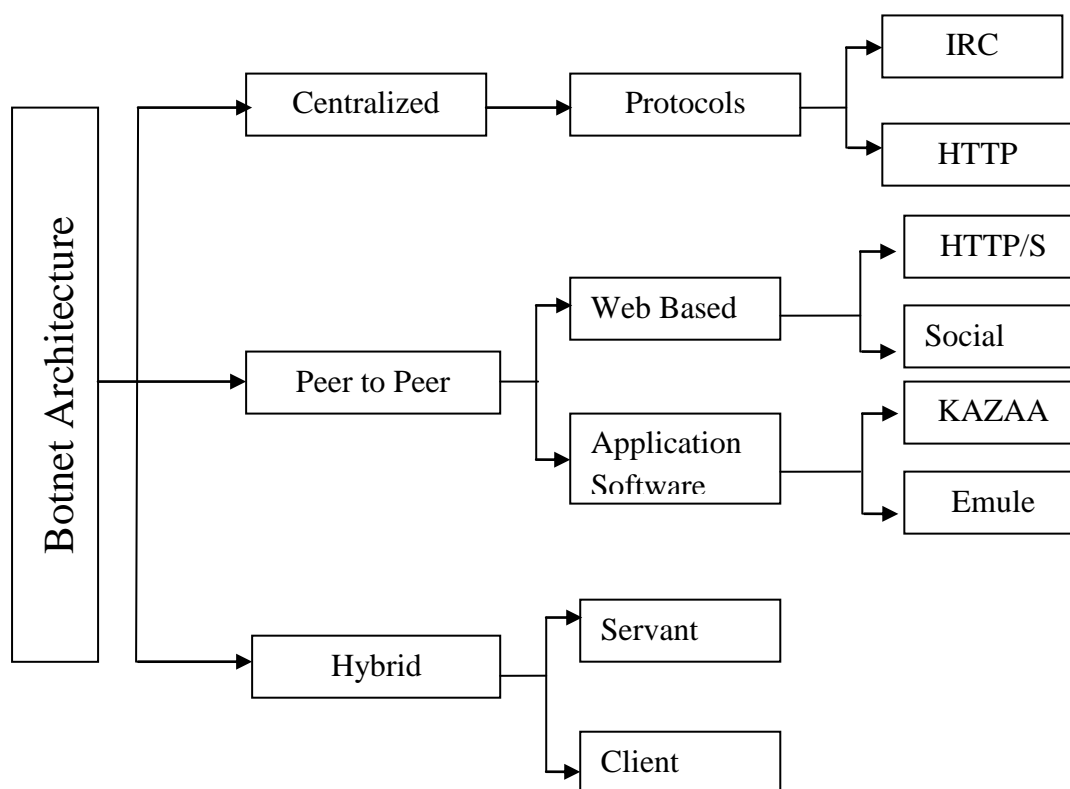 Botnet Architecture
Centralized
Protocols
IRC
HTTP
Peer to Peer
Web Based
HTTP/S
Social
Application
Software
KAZAA
Emule
Hybrid
Servant
Client